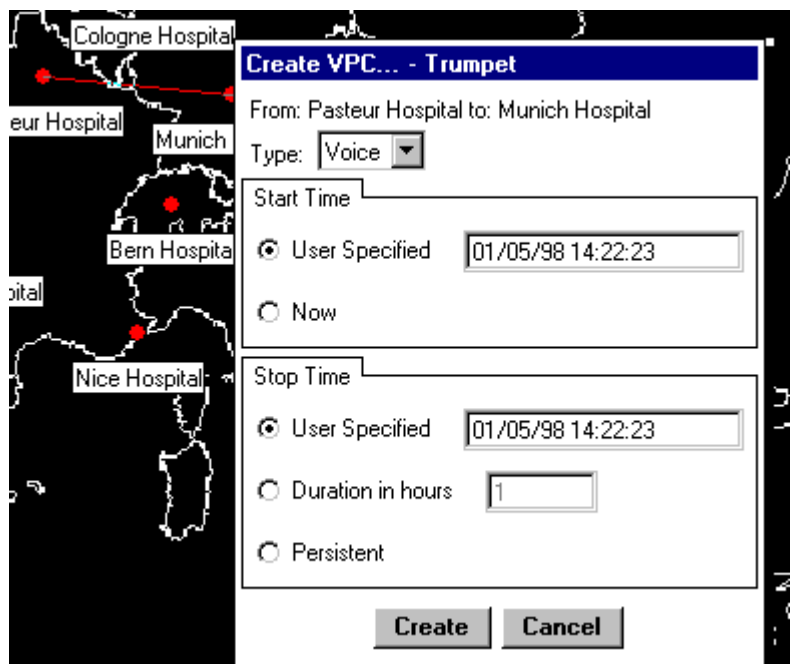 Cologne Hospital
eur Hospital
Munich
Bern Hospita
pital
Nice Hospital
Create VPC... - Trumpet
From: Pasteur Hospital to: Munich Hospital
Type: Voice
Start Time
User Specified 01/05/98 14:22:23
Now
Stop Time
User Specified 01/05/98 14:22:23
Duration in hours 1
Persistent
Create Cancel